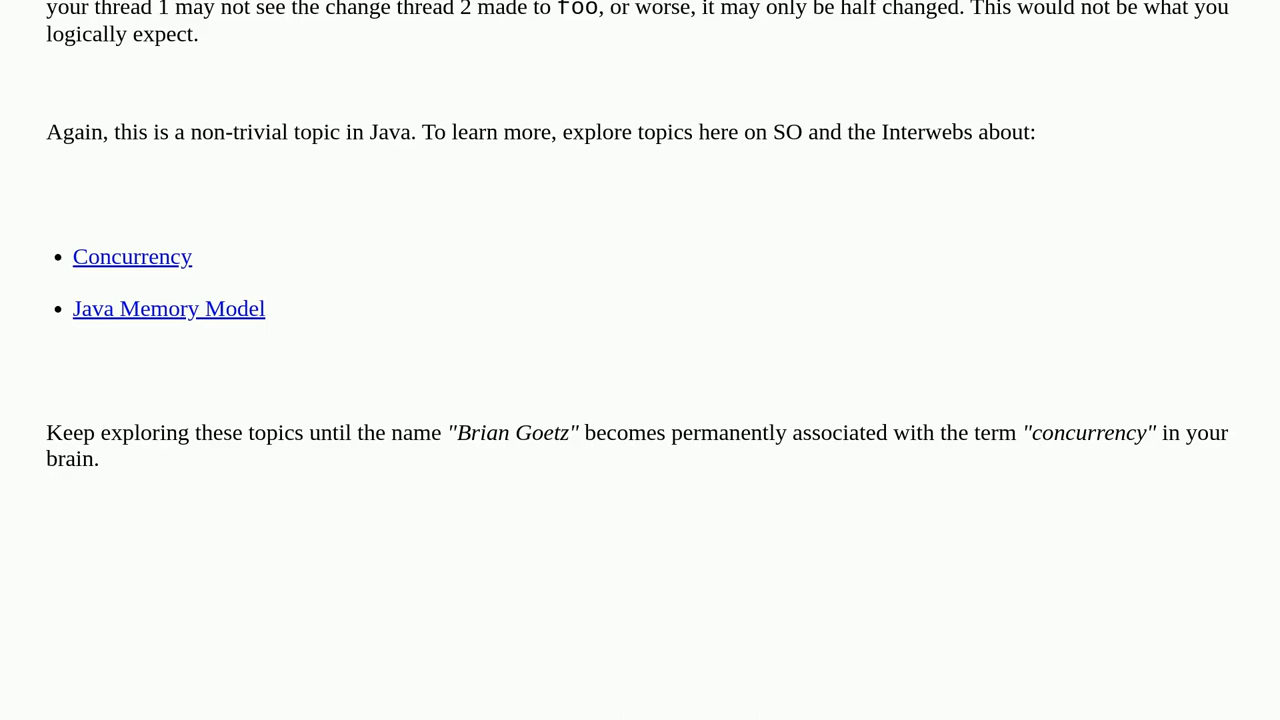 your thread 1 may not see the change thread 2 made to foo, or worse, it may only be half changed. This would not be what you
logically expect.
Again, this is a non-trivial topic in Java. To learn more, explore topics here on SO and the Interwebs about:
• Concurrency
• Java Memory Model
Keep exploring these topics until the name "Brian Goetz" becomes permanently associated with the term "concurrency" in your
brain.